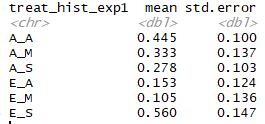 treat_hist_exp1 mean std.error
<chr> <dbl> <dbl>
A_A 0.445 0.100
A_M 0.333 0.137
A_S 0.278 0.103
E_A 0.153 0.124
E_M 0.105 0.136
E_S 0.560 0.147